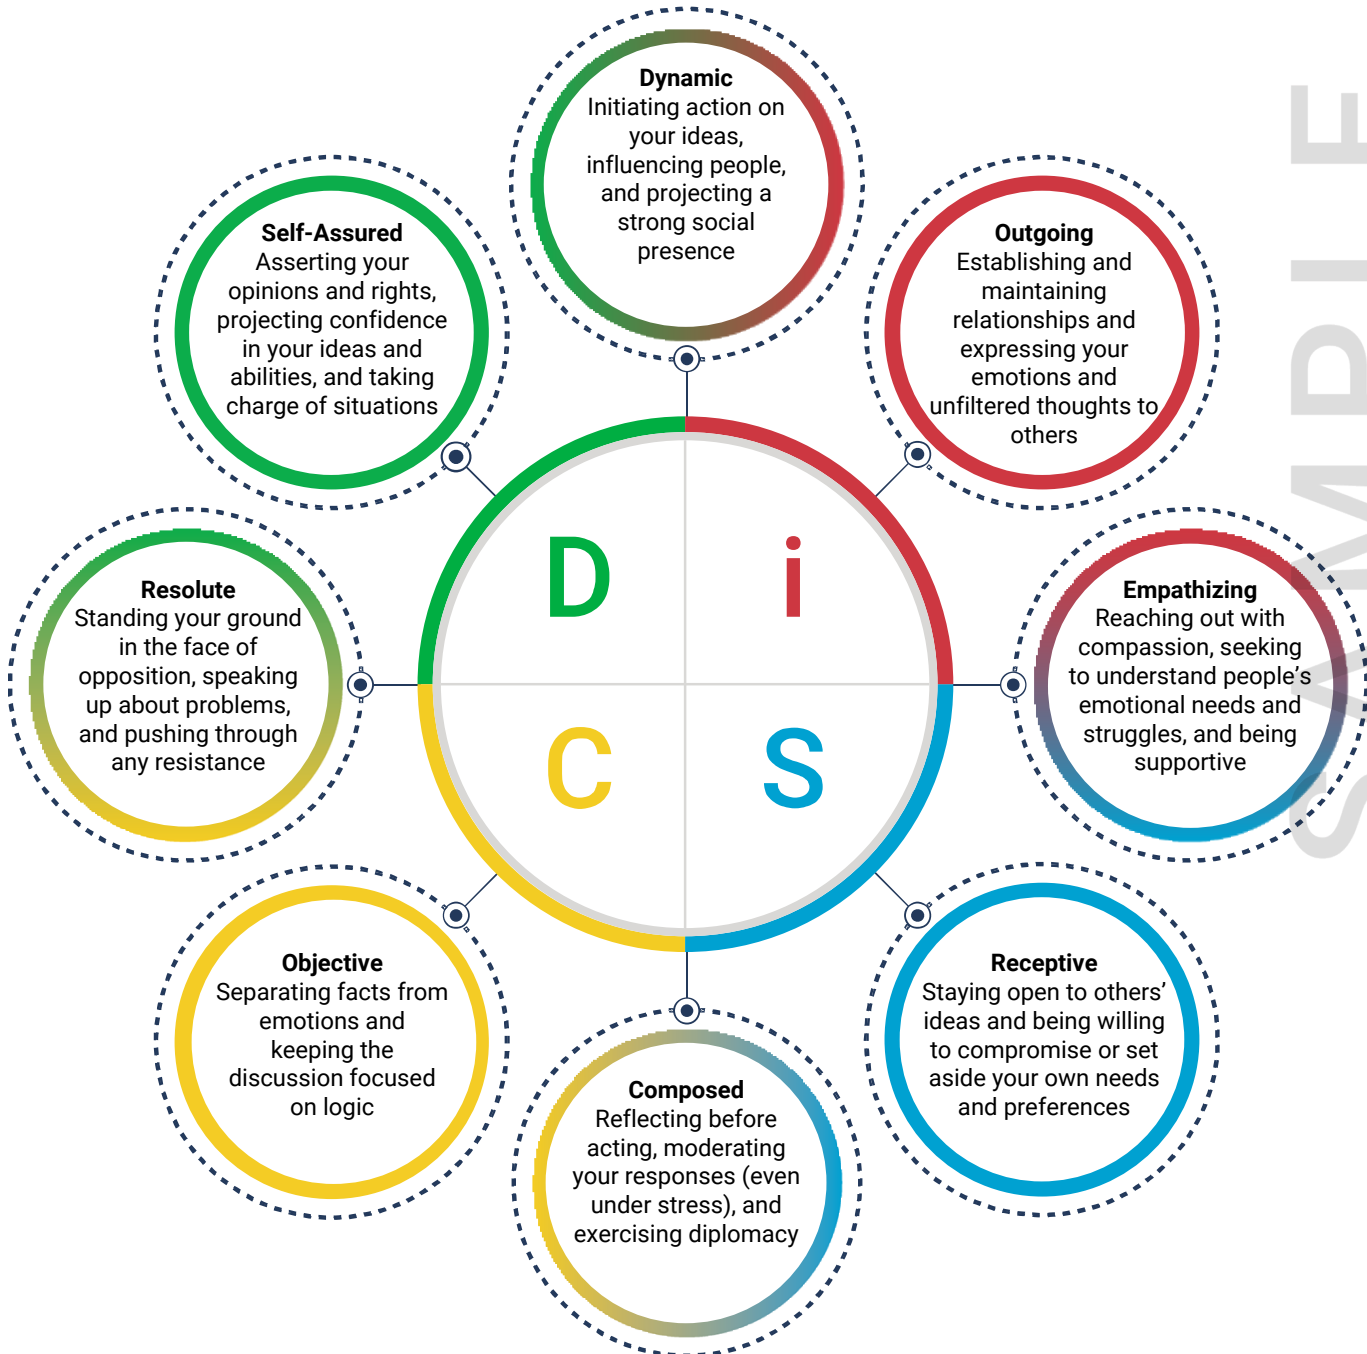 Dynamic
Initiating action on
your ideas,
influencing people,
and projecting a
strong social
presence
Self-Assured
Asserting your
opinions and rights,
projecting confidence
in your ideas and
abilities, and taking
charge of situations
Outgoing
Establishing and
maintaining
relationships and
expressing your
emotions and
unfiltered thoughts to
others
D
i
Resolute
Standing your ground
in the face of
opposition, speaking
up about problems,
and pushing through
any resistance
Empathizing
Reaching out with
compassion, seeking
to understand people’s
emotional needs and
struggles, and being
supportive
C
S
Objective
Separating facts from
emotions and
keeping the
discussion focused
on logic
Receptive
Staying open to others’
ideas and being willing
to compromise or set
aside your own needs
and preferences
Composed
Reflecting before
acting, moderating
your responses (even
under stress), and
exercising diplomacy
SAMPLE